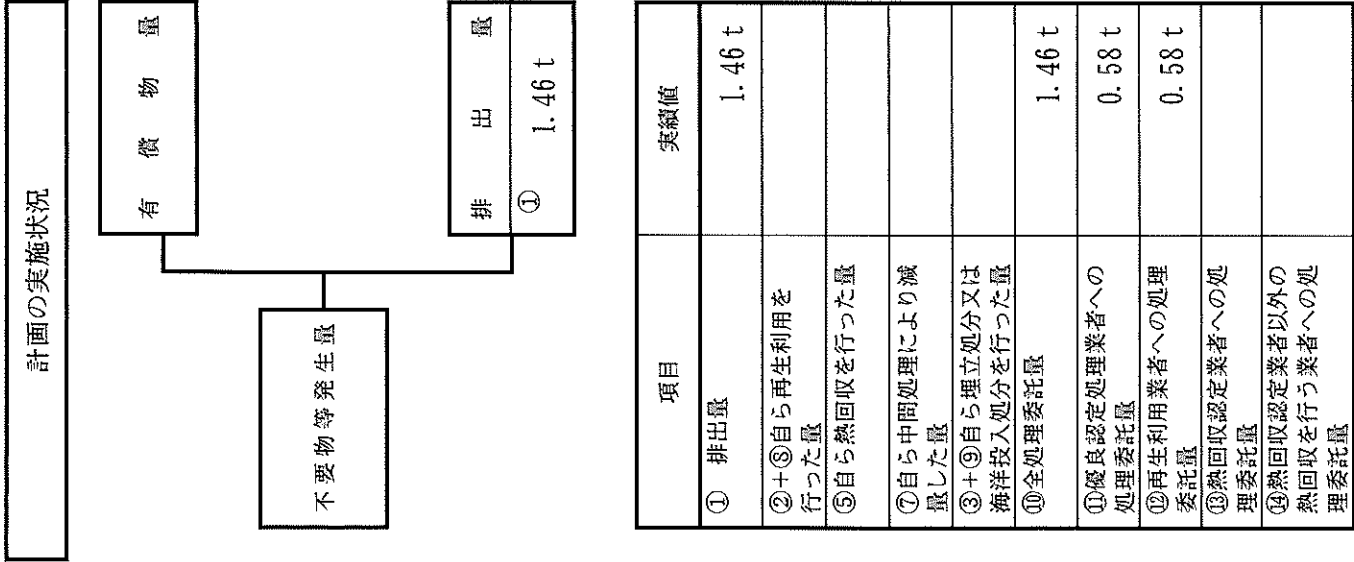 計画の実施状況
有償物量
不要物等発生量
排出量
① 1.46 t
項目 実績値
① 排出量 1.46 t
②+⑧自ら再生利用を
行った量
⑤自ら熱回収を行った量
⑦自ら中間処理により減
量した量
③+⑨自ら埋立処分又は
海洋投入処分を行った量
⑩全処理委託量 1.46 t
⑪優良認定処理業者への
処理委託量 0.58 t
⑫再生利用業者への処理
委託量 0.58 t
⑬熱回収認定業者への処
理委託量
⑭熱回収認定業者以外の
熱回収を行う業者への処
理委託量